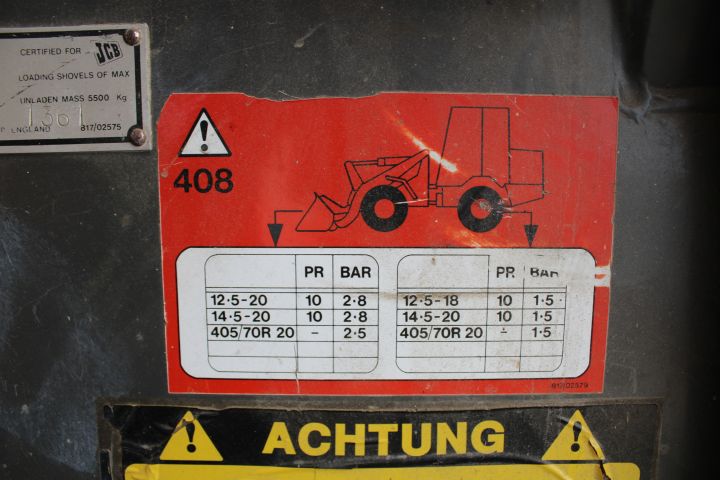 CERTIFIED FOR JCB
LOADING SHOVELS OF MAX
UNLADEN MASS 5500 Kg
1361
ENGLAND 817/02575
408
PR BAR
12·5-20 10 2·8
14·5-20 10 2·8
405/70R 20 - 2·5
PR BAR
12·5-18 10 1·5
14·5-20 10 1·5
405/70R 20 - 1·5
817/02579
ACHTUNG